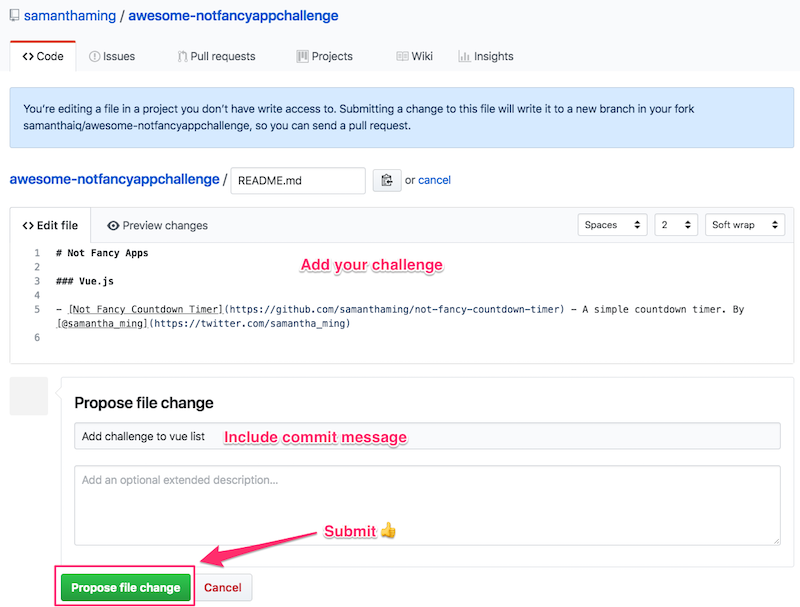 samanthaming / awesome-notfancyappchallenge
Code Issues Pull requests Projects Wiki Insights
You're editing a file in a project you don't have write access to. Submitting a change to this file will write it to a new branch in your fork
samanthaiq/awesome-notfancyappchallenge, so you can send a pull request.
awesome-notfancyappchallenge / README.md or cancel
Edit file Preview changes Spaces 2 Soft wrap
1 # Not Fancy Apps
Add your challenge
2
3 ### Vue.js
4
5 - [Not Fancy Countdown Timer](https://github.com/samanthaming/not-fancy-countdown-timer) - A simple countdown timer. By
[@samantha_ming](https://twitter.com/samantha_ming)
6
Propose file change
Add challenge to vue list Include commit message
Add an optional extended description...
Submit 👍
Propose file change Cancel